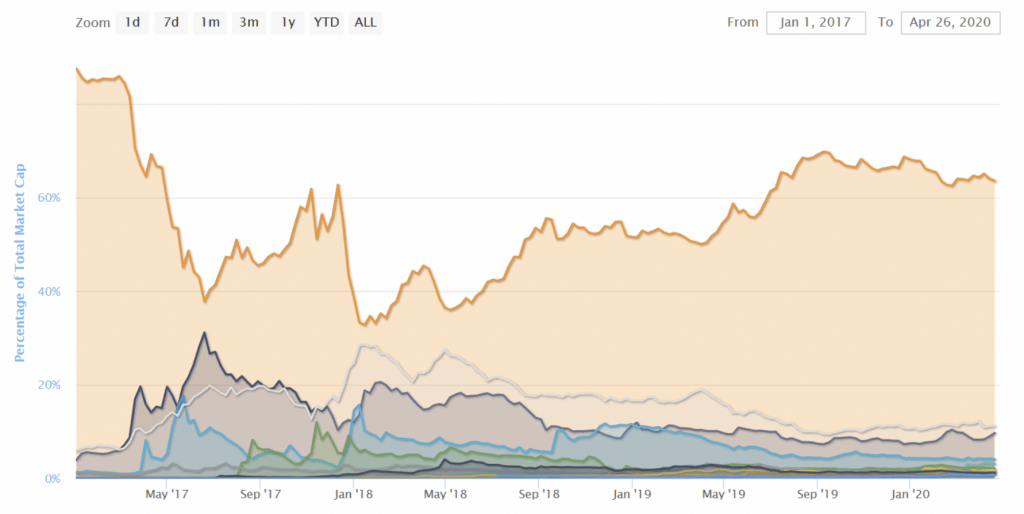 Zoom 1d 7d 1m 3m 1y YTD ALL From Jan 1, 2017 To Apr 26, 2020
Percentage of Total Market Cap
60%
40%
20%
0%
May '17 Sep '17 Jan '18 May '18 Sep '18 Jan '19 May '19 Sep '19 Jan '20